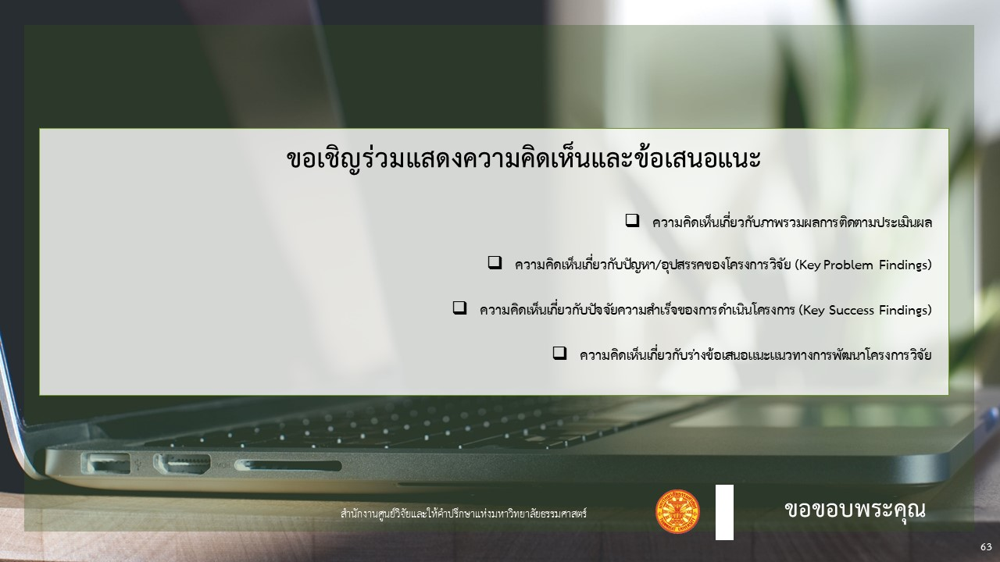 ขอเชิญร่วมแสดงความคิดเห็นและข้อเสนอแนะ
❑ ความคิดเห็นเกี่ยวกับภาพรวมผลการติดตามประเมินผล
❑ ความคิดเห็นเกี่ยวกับปัญหา/อุปสรรคของโครงการวิจัย (Key Problem Findings)
❑ ความคิดเห็นเกี่ยวกับปัจจัยความสำเร็จของการดำเนินโครงการ (Key Success Findings)
❑ ความคิดเห็นเกี่ยวกับร่างข้อเสนอแนะแนวทางการพัฒนาโครงการวิจัย
สำนักงานศูนย์วิจัยและให้คำปรึกษาแห่งมหาวิทยาลัยธรรมศาสตร์
ขอขอบพระคุณ
63